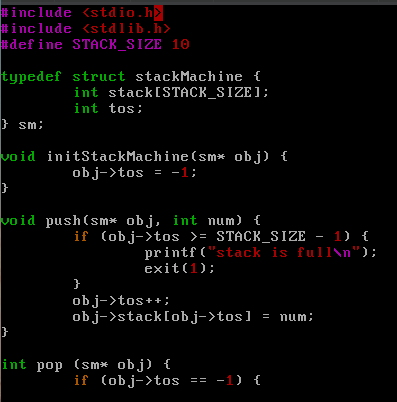 #include <stdio.h>
#include <stdlib.h>
#define STACK_SIZE 10

typedef struct stackMachine {
        int stack[STACK_SIZE];
        int tos;
} sm;

void initStackMachine(sm* obj) {
        obj->tos = -1;
}

void push(sm* obj, int num) {
        if (obj->tos >= STACK_SIZE - 1) {
                printf("stack is full\n");
                exit(1);
        }
        obj->tos++;
        obj->stack[obj->tos] = num;
}

int pop (sm* obj) {
        if (obj->tos == -1) {